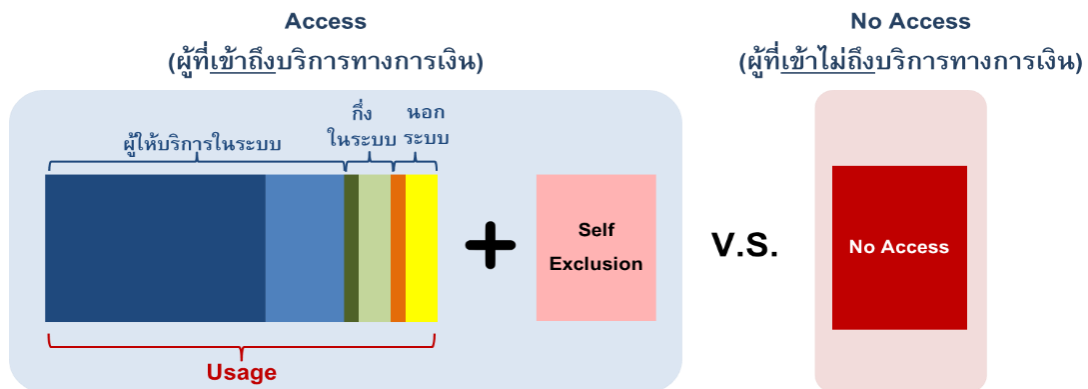 Access
(ผู้ที่เข้าถึงบริการทางการเงิน)
No Access
(ผู้ที่เข้าไม่ถึงบริการทางการเงิน)
ผู้ให้บริการในระบบ
กึ่ง
ในระบบ
นอก
ระบบ
Self
Exclusion
V.S.
No Access
Usage